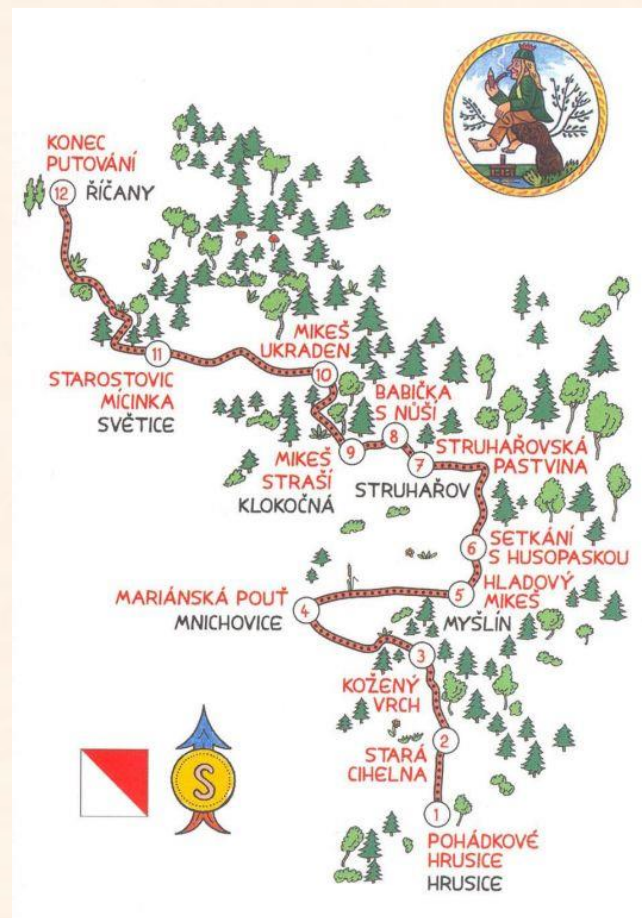 KONEC
PUTOVÁNÍ
12
ŘÍČANY
11
STAROSTOVIC
MÍCINKA
SVĚTICE
MIKEŠ
UKRADEN
10
BABIČKA
S NŮŠÍ
8
9
MIKEŠ
STRAŠÍ
KLOKOČNÁ
7
STRUHAŘOVSKÁ
PASTVINA
STRUHAŘOV
6
SETKÁNÍ
S HUSOPASKOU
5
HLADOVÝ
MIKEŠ
MYŠLÍN
MARIÁNSKÁ POUŤ
4
MNICHOVICE
3
KOŽENÝ
VRCH
2
STARÁ
CIHELNA
1
POHÁDKOVÉ
HRUSICE
HRUSICE
S